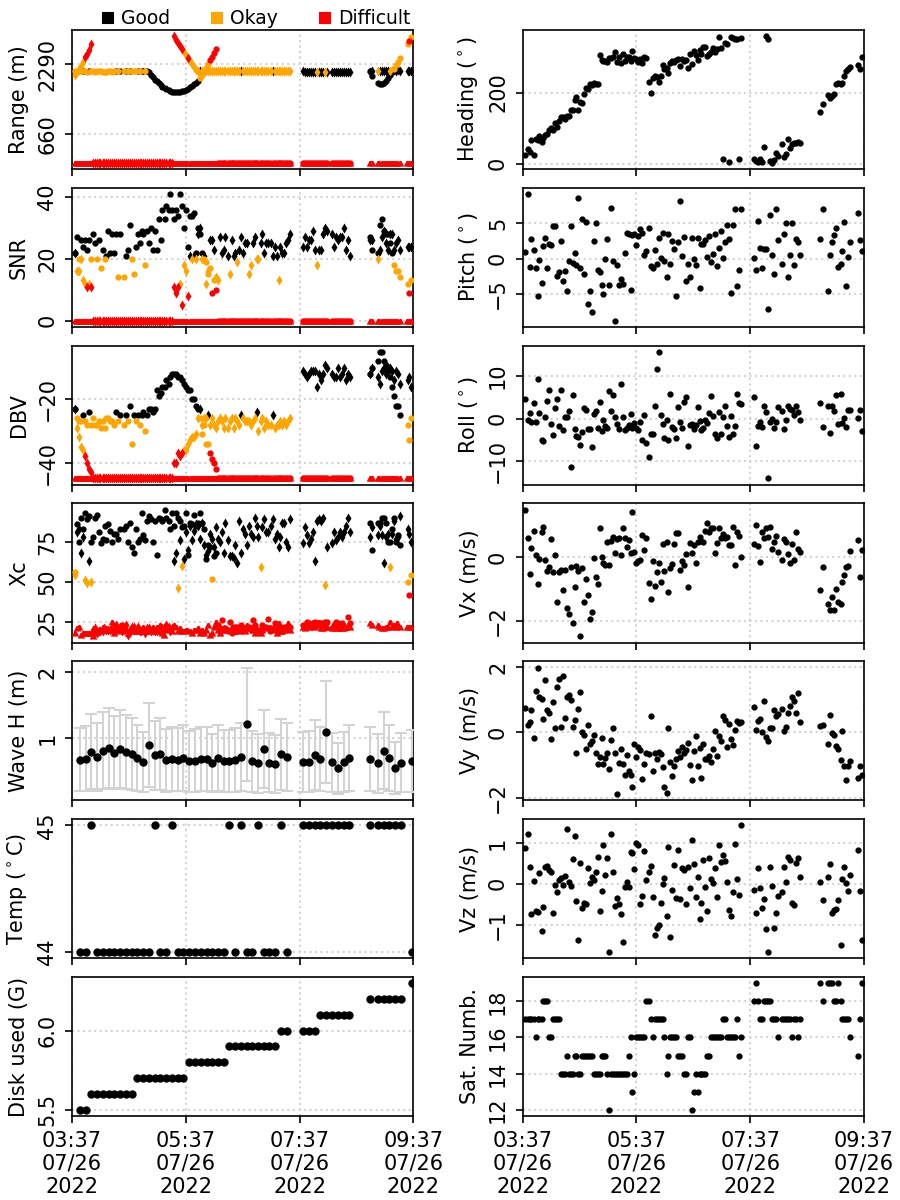 Good Okay Difficult
Range (m)
2290
660
Heading (°)
200
0
SNR
40
20
0
Pitch (°)
5
0
−5
DBV
−20
−40
Roll (°)
10
0
−10
Xc
75
50
25
Vx (m/s)
0
−2
Wave H (m)
2
1
Vy (m/s)
2
0
−2
Temp (°C)
45
44
Vz (m/s)
1
0
−1
Disk used (G)
6.0
5.5
Sat. Numb.
18
16
14
12
03:37 05:37 07:37 09:37
07/26 07/26 07/26 07/26
2022 2022 2022 2022
03:37 05:37 07:37 09:37
07/26 07/26 07/26 07/26
2022 2022 2022 2022